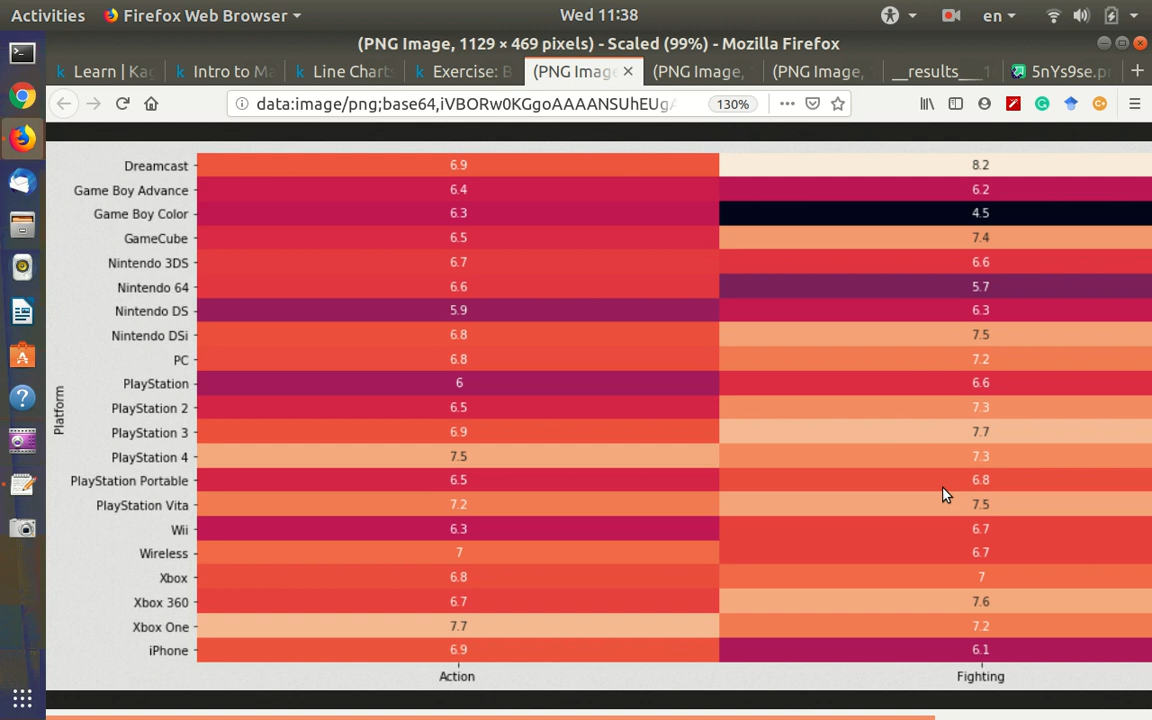 Activities Firefox Web Browser Wed 11:38 en
(PNG Image, 1129 × 469 pixels) - Scaled (99%) - Mozilla Firefox
Learn | Kag Intro to Ma Line Chart Exercise: B (PNG Imag (PNG Image, (PNG Image, __results___1 5nYs9se.pn
data:image/png;base64,iVBORw0KGgoAAAANSUhEUgA 130%
Platform
Dreamcast 6.9 8.2
Game Boy Advance 6.4 6.2
Game Boy Color 6.3 4.5
GameCube 6.5 7.4
Nintendo 3DS 6.7 6.6
Nintendo 64 6.6 5.7
Nintendo DS 5.9 6.3
Nintendo DSi 6.8 7.5
PC 6.8 7.2
PlayStation 6 6.6
PlayStation 2 6.5 7.3
PlayStation 3 6.9 7.7
PlayStation 4 7.5 7.3
PlayStation Portable 6.5 6.8
PlayStation Vita 7.2 7.5
Wii 6.3 6.7
Wireless 7 6.7
Xbox 6.8 7
Xbox 360 6.7 7.6
Xbox One 7.7 7.2
iPhone 6.9 6.1
Action Fighting